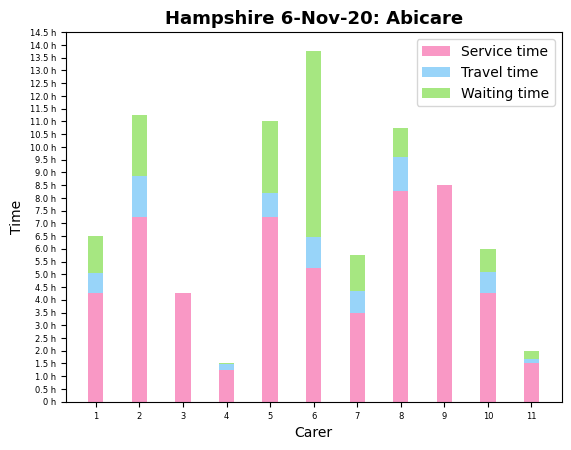 Hampshire 6-Nov-20: Abicare
Service time
Travel time
Waiting time
14.5 h
14.0 h
13.5 h
13.0 h
12.5 h
12.0 h
11.5 h
11.0 h
10.5 h
10.0 h
9.5 h
9.0 h
8.5 h
8.0 h
7.5 h
7.0 h
6.5 h
6.0 h
5.5 h
5.0 h
4.5 h
4.0 h
3.5 h
3.0 h
2.5 h
2.0 h
1.5 h
1.0 h
0.5 h
0 h
Time
1 2 3 4 5 6 7 8 9 10 11
Carer